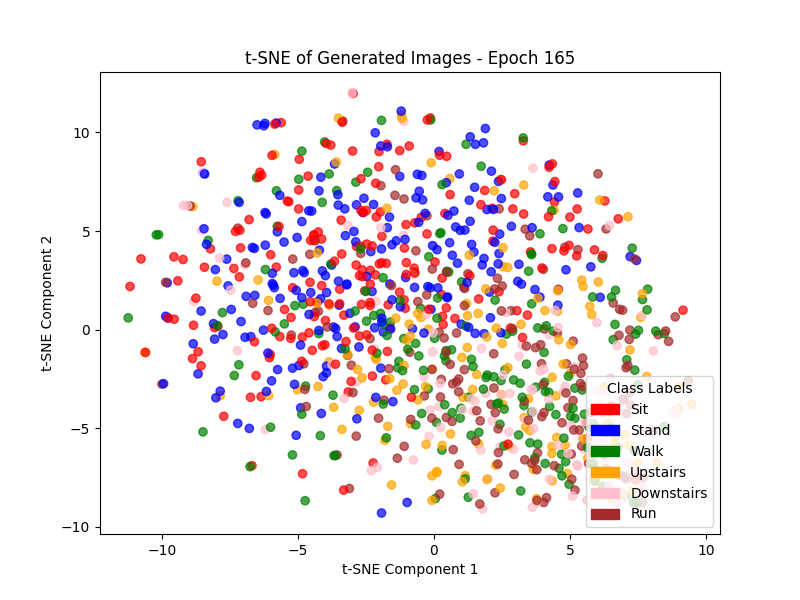 t-SNE of Generated Images - Epoch 165
t-SNE Component 2
10
5
0
−5
−10
Class Labels
Sit
Stand
Walk
Upstairs
Downstairs
Run
−10
−5
0
5
10
t-SNE Component 1